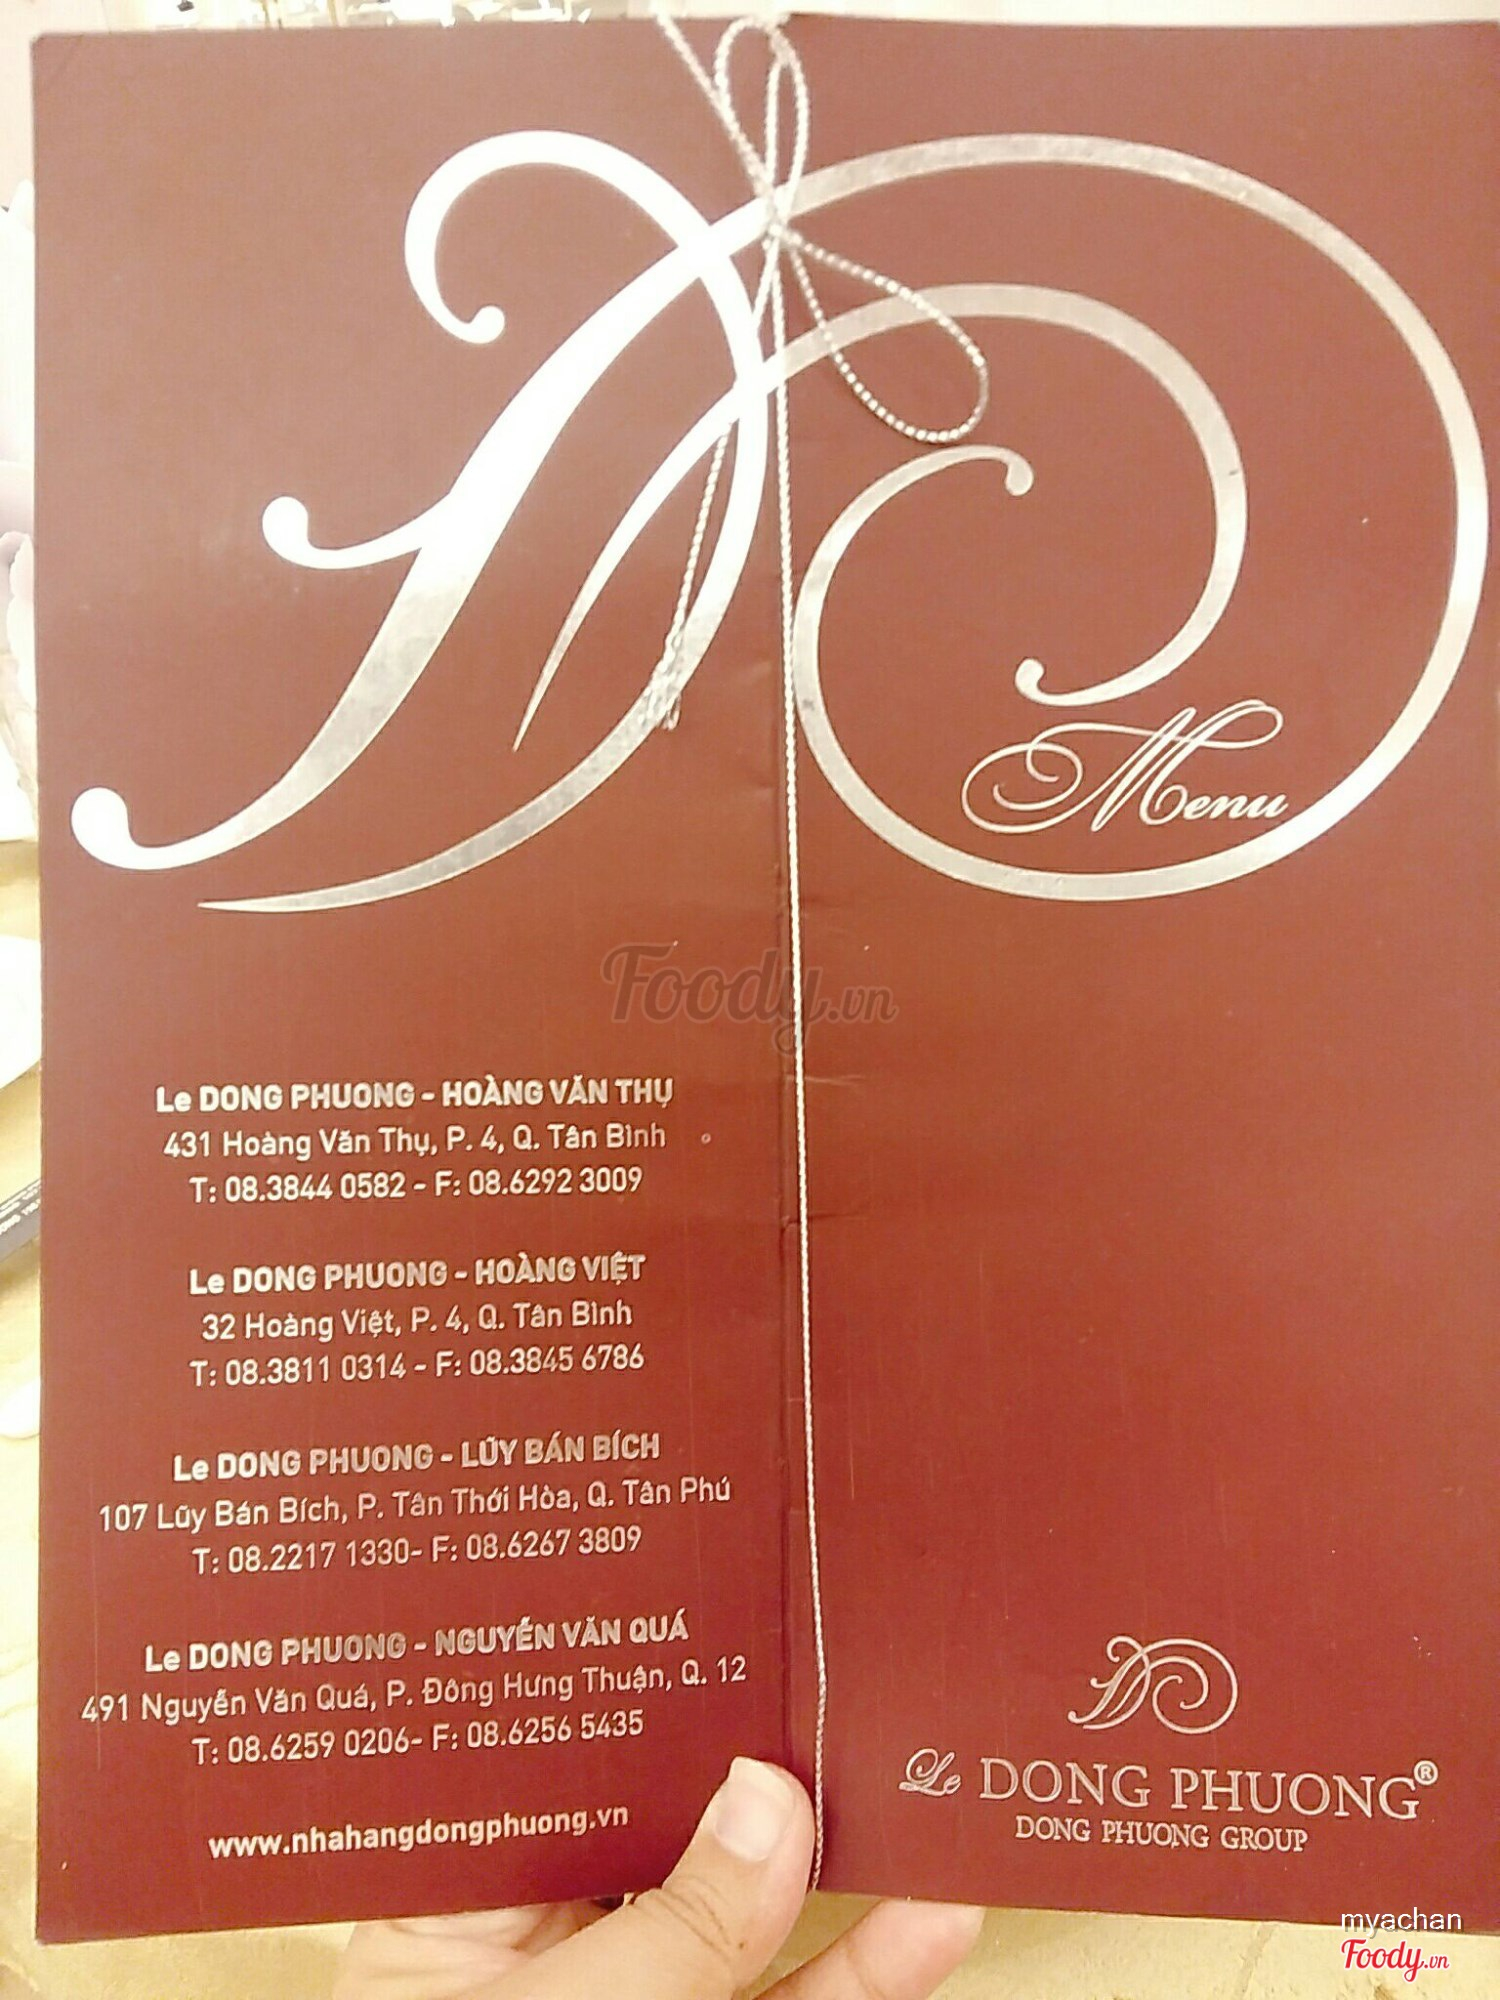 Menu
Foody.vn
Le DONG PHUONG - HOÀNG VĂN THỤ
431 Hoàng Văn Thụ, P. 4, Q. Tân Bình
T: 08.3844 0582 - F: 08.6292 3009
Le DONG PHUONG - HOÀNG VIỆT
32 Hoàng Việt, P. 4, Q. Tân Bình
T: 08.3811 0314 - F: 08.3845 6786
Le DONG PHUONG - LŨY BÁN BÍCH
107 Lũy Bán Bích, P. Tân Thới Hòa, Q. Tân Phú
T: 08.2217 1330- F: 08.6267 3809
Le DONG PHUONG - NGUYỄN VĂN QUÁ
491 Nguyễn Văn Quá, P. Đông Hưng Thuận, Q. 12
T: 08.6259 0206- F: 08.6256 5435
www.nhahangdongphuong.vn
Le DONG PHUONG®
DONG PHUONG GROUP
myachan
Foody.vn